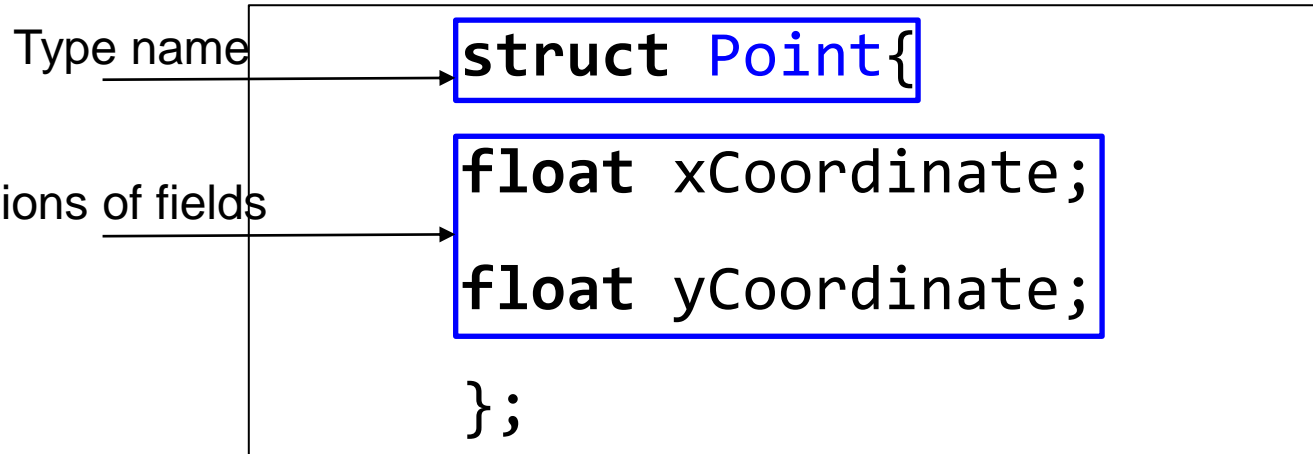 Type name
struct Point{
float xCoordinate;
ions of fields
float yCoordinate;
};